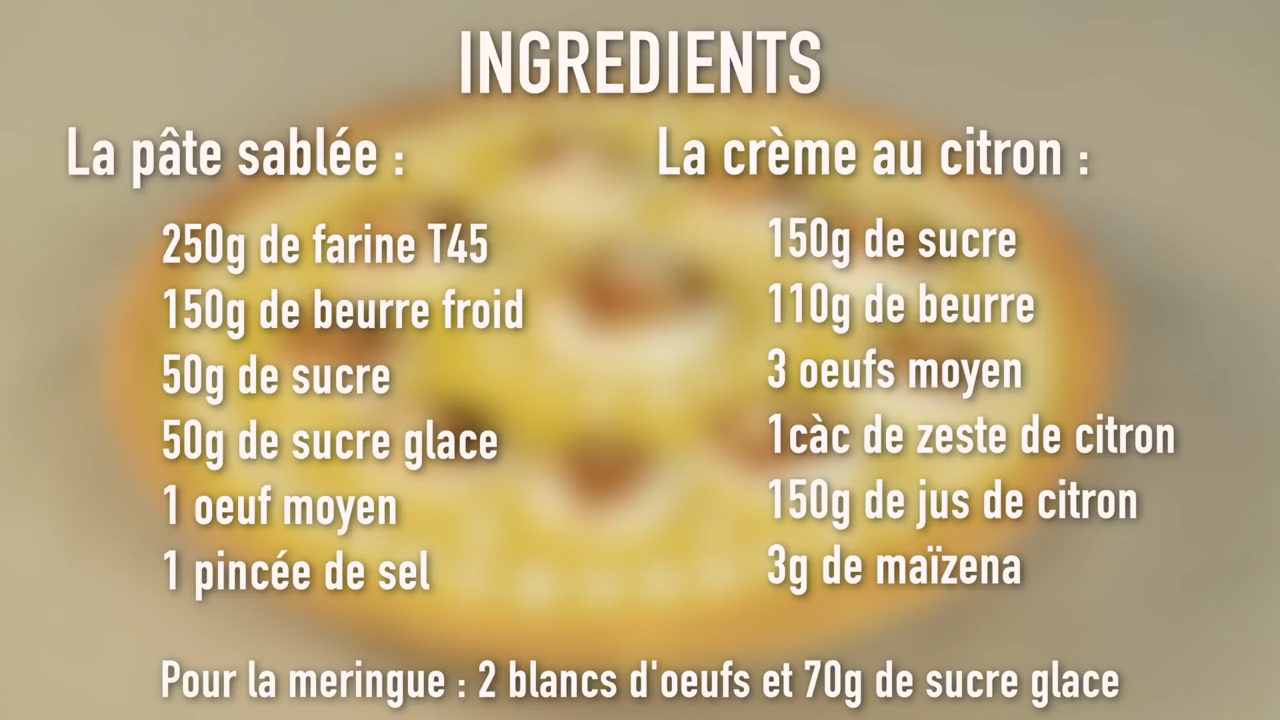 INGREDIENTS
La pâte sablée :
250g de farine T45
150g de beurre froid
50g de sucre
50g de sucre glace
1 oeuf moyen
1 pincée de sel
La crème au citron :
150g de sucre
110g de beurre
3 oeufs moyen
1càc de zeste de citron
150g de jus de citron
3g de maïzena
Pour la meringue : 2 blancs d'oeufs et 70g de sucre glace